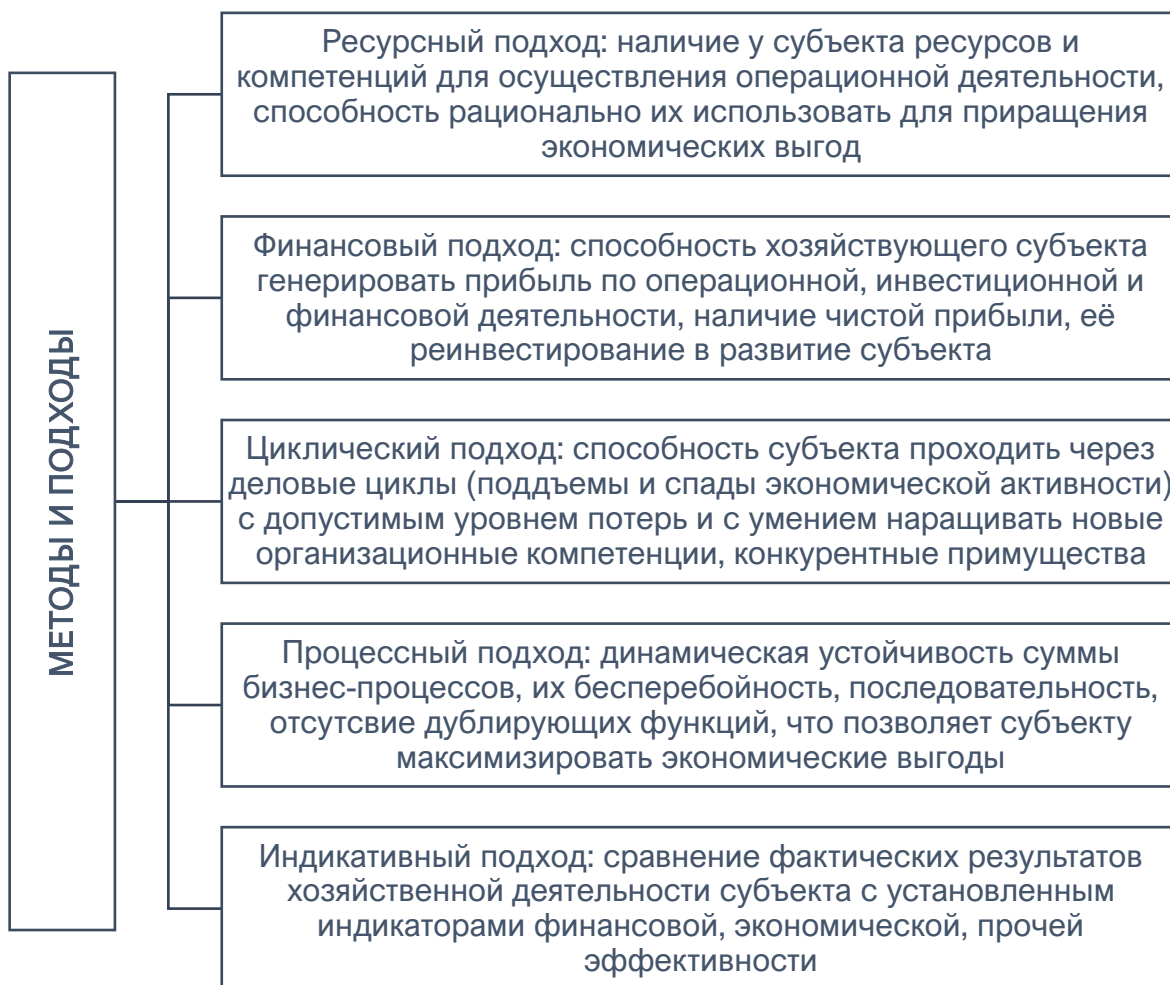 МЕТОДЫ И ПОДХОДЫ
Ресурсный подход: наличие у субъекта ресурсов и
компетенций для осуществления операционной деятельности,
способность рационально их использовать для приращения
экономических выгод
Финансовый подход: способность хозяйствующего субъекта
генерировать прибыль по операционной, инвестиционной и
финансовой деятельности, наличие чистой прибыли, её
реинвестирование в развитие субъекта
Циклический подход: способность субъекта проходить через
деловые циклы (поддъемы и спады экономической активности)
с допустимым уровнем потерь и с умением наращивать новые
организационные компетенции, конкурентные примущества
Процессный подход: динамическая устойчивость суммы
бизнес-процессов, их бесперебойность, последовательность,
отсутсвие дублирующих функций, что позволяет субъекту
максимизировать экономические выгоды
Индикативный подход: сравнение фактических результатов
хозяйственной деятельности субъекта с установленным
индикаторами финансовой, экономической, прочей
эффективности